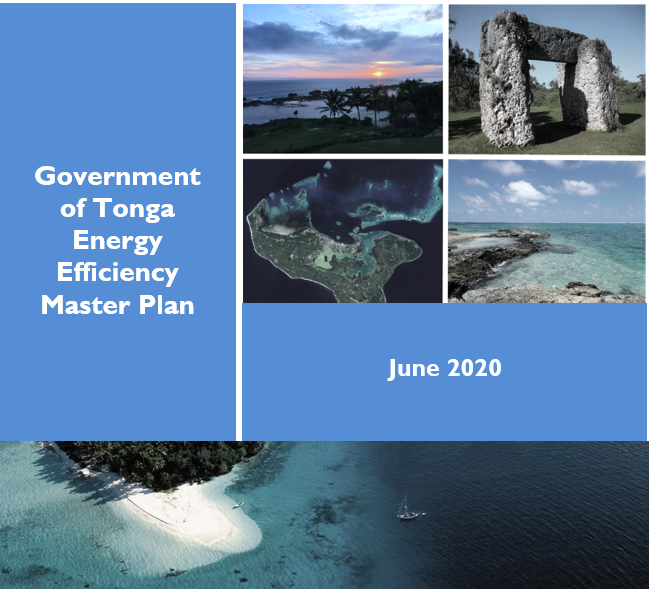 Government
of Tonga
Energy
Efficiency
Master Plan
June 2020